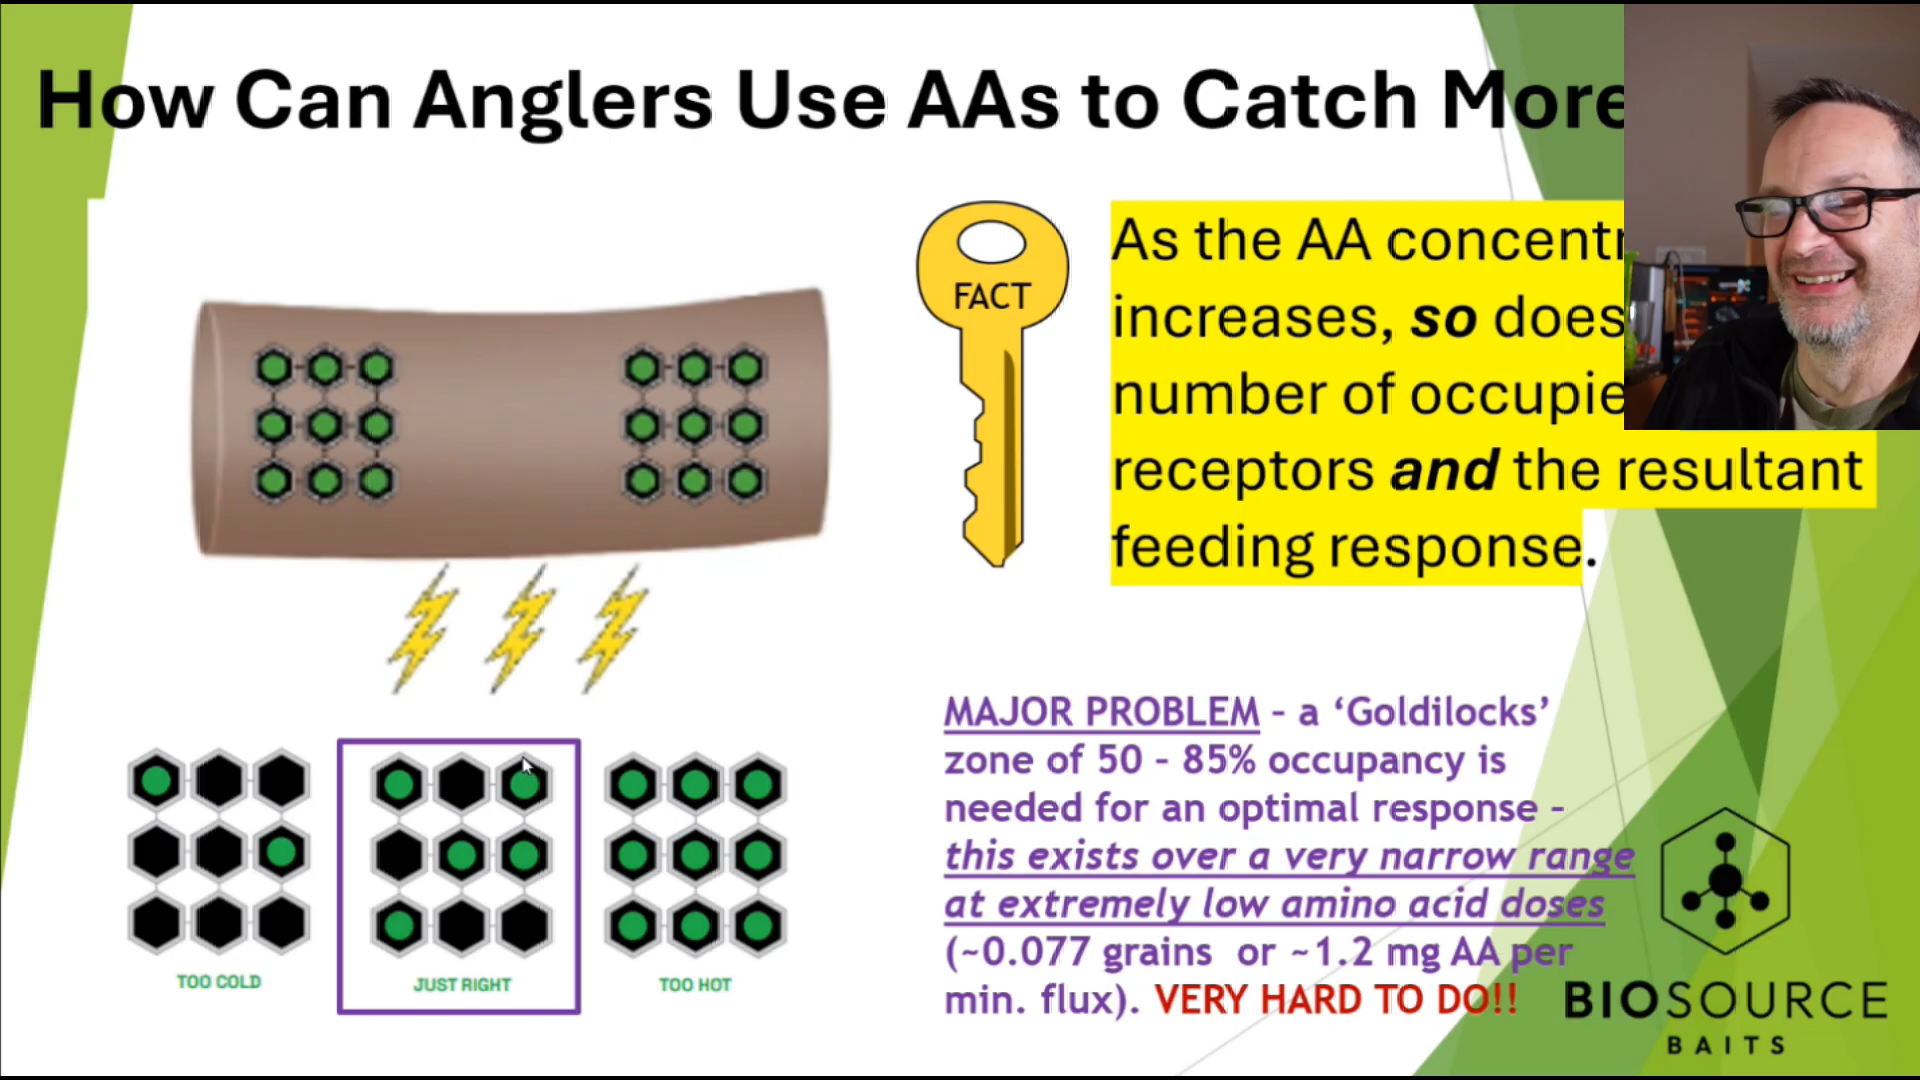 How Can Anglers Use AAs to Catch More
FACT
As the AA
increases, so does
number of
receptors and the resultant
feeding response.
MAJOR PROBLEM – a ‘Goldilocks’
zone of 50 – 85% occupancy is
needed for an optimal response –
this exists over a very narrow range
at extremely low amino acid doses
(~0.077 grains or ~1.2 mg AA per
min. flux). VERY HARD TO DO!!
TOO COLD
JUST RIGHT
TOO HOT
BIOSOURCE
BAITS